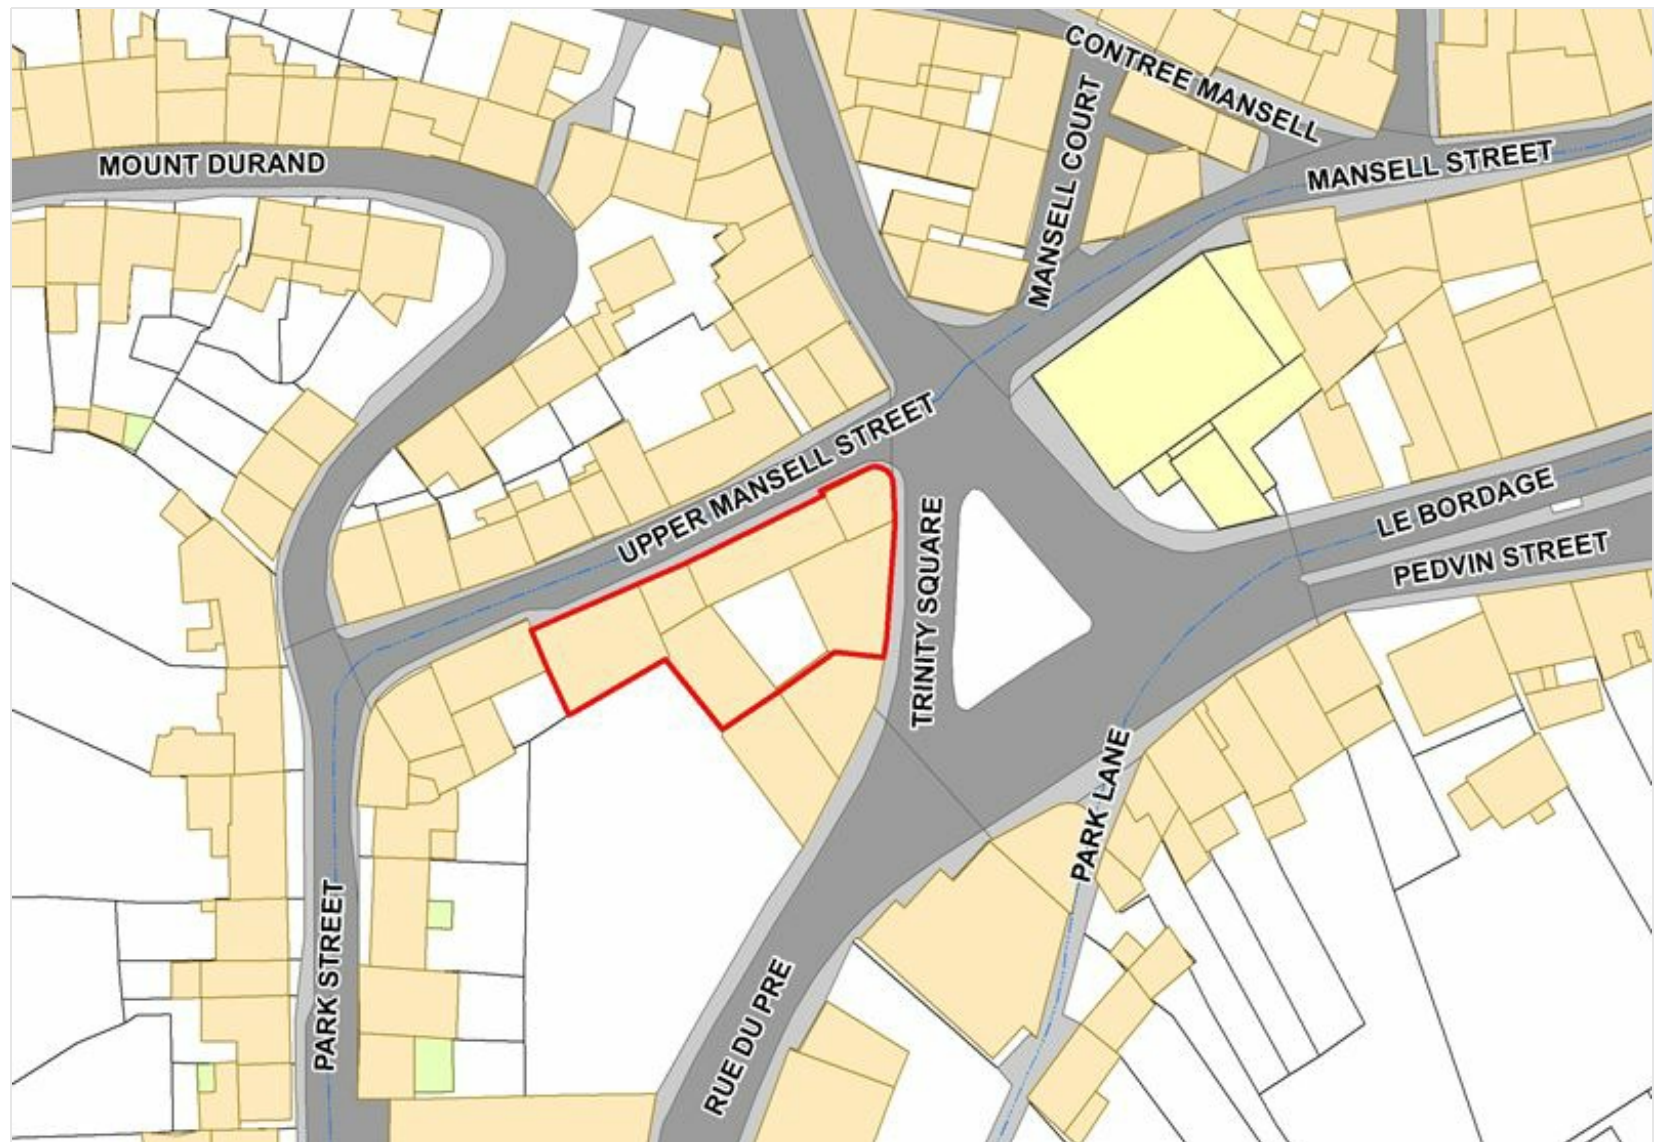 CONTREE MANSELL
MANSELL COURT
MANSELL STREET
MOUNT DURAND
UPPER MANSELL STREET
LE BORDAGE
PEDVIN STREET
TRINITY SQUARE
PARK LANE
PARK STREET
RUE DU PRE